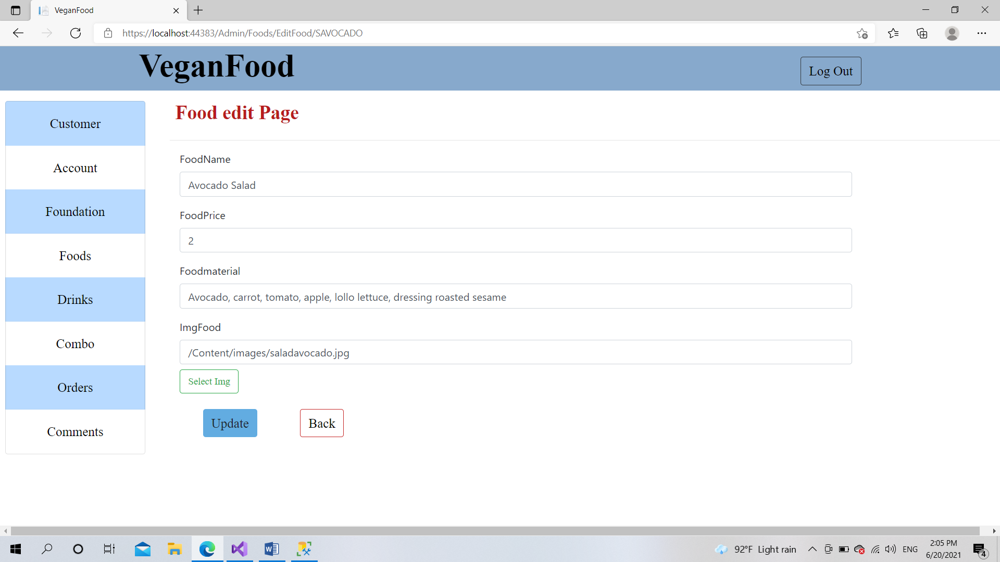 VeganFood
https://localhost:44383/Admin/Foods/EditFood/SAVOCADO
VeganFood
Log Out
Customer
Account
Foundation
Foods
Drinks
Combo
Orders
Comments
Food edit Page
FoodName
Avocado Salad
FoodPrice
2
Foodmaterial
Avocado, carrot, tomato, apple, lollo lettuce, dressing roasted sesame
ImgFood
/Content/images/saladavocado.jpg
Select Img
Update
Back
92°F Light rain
ENG
2:05 PM
6/20/2021
4